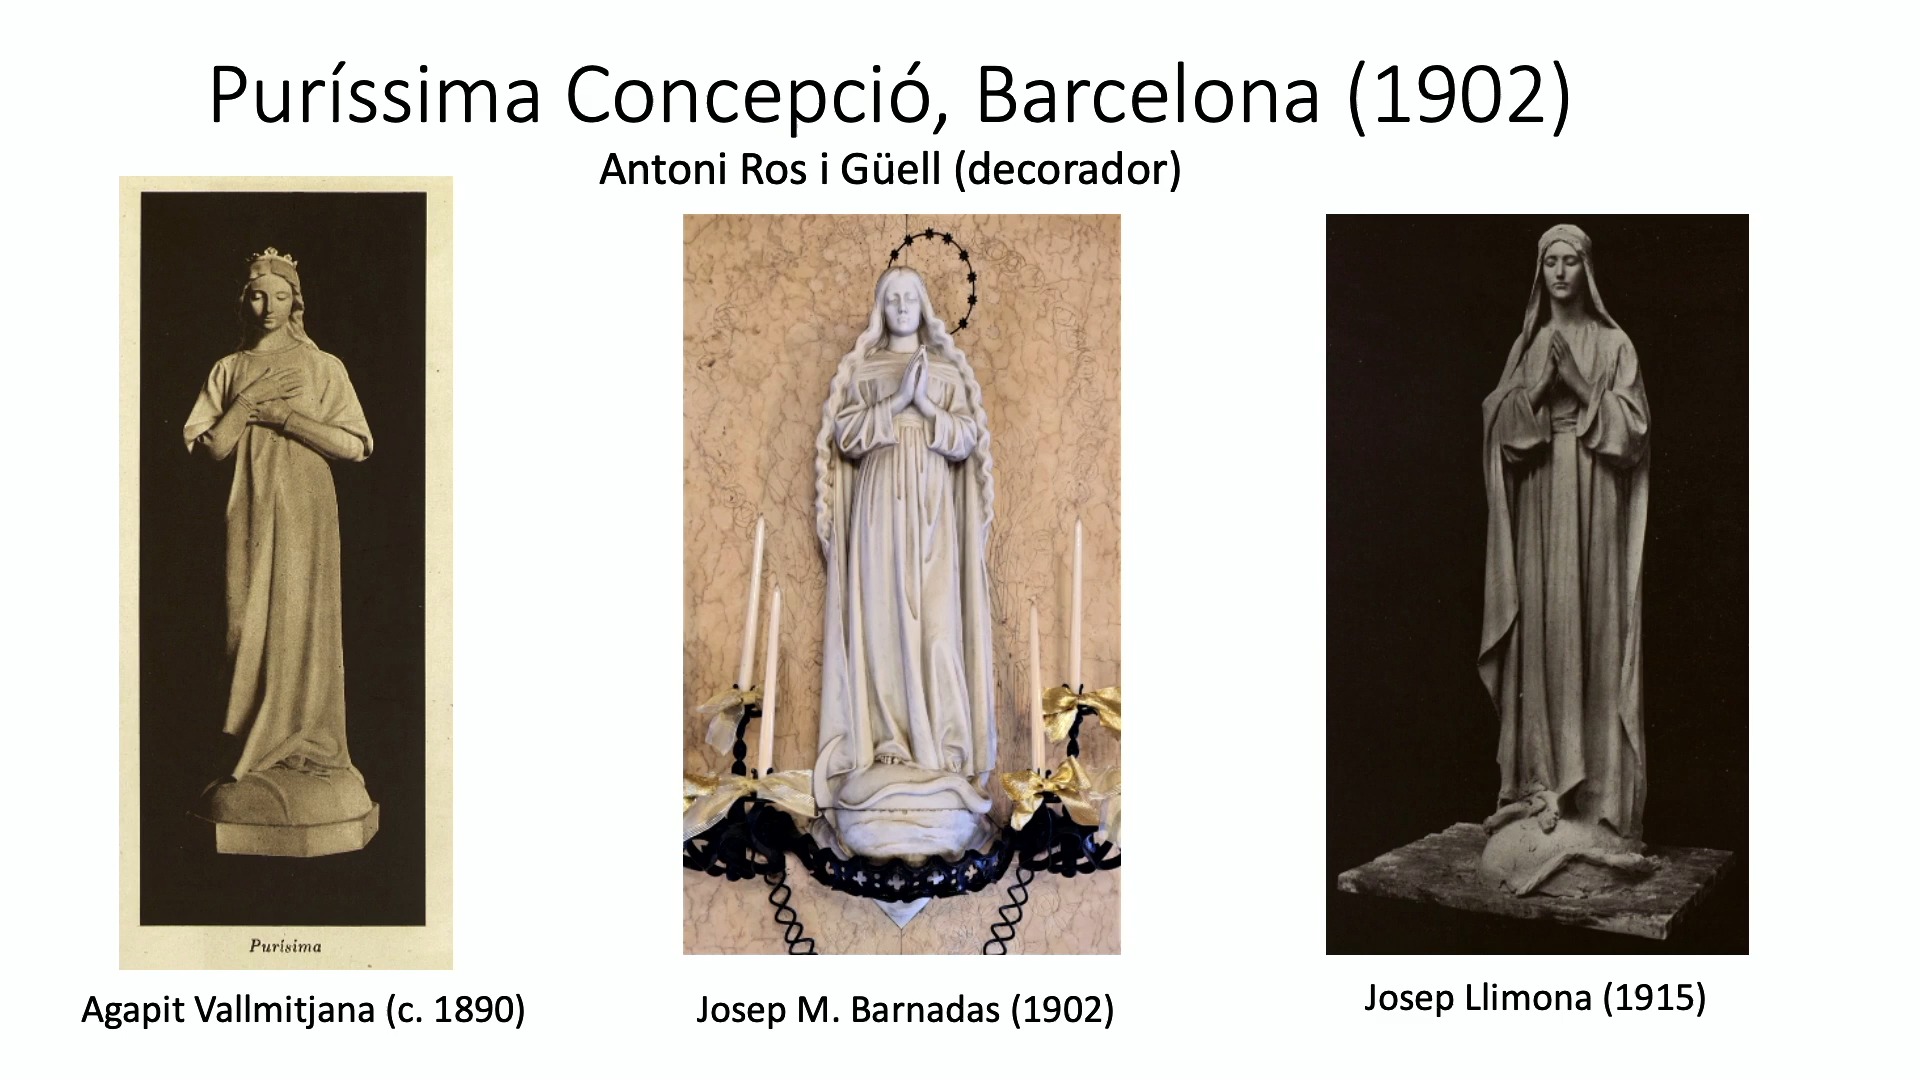 Puríssima Concepció, Barcelona (1902)
Antoni Ros i Güell (decorador)
Purísima
Agapit Vallmitjana (c. 1890)
Josep M. Barnadas (1902)
Josep Llimona (1915)